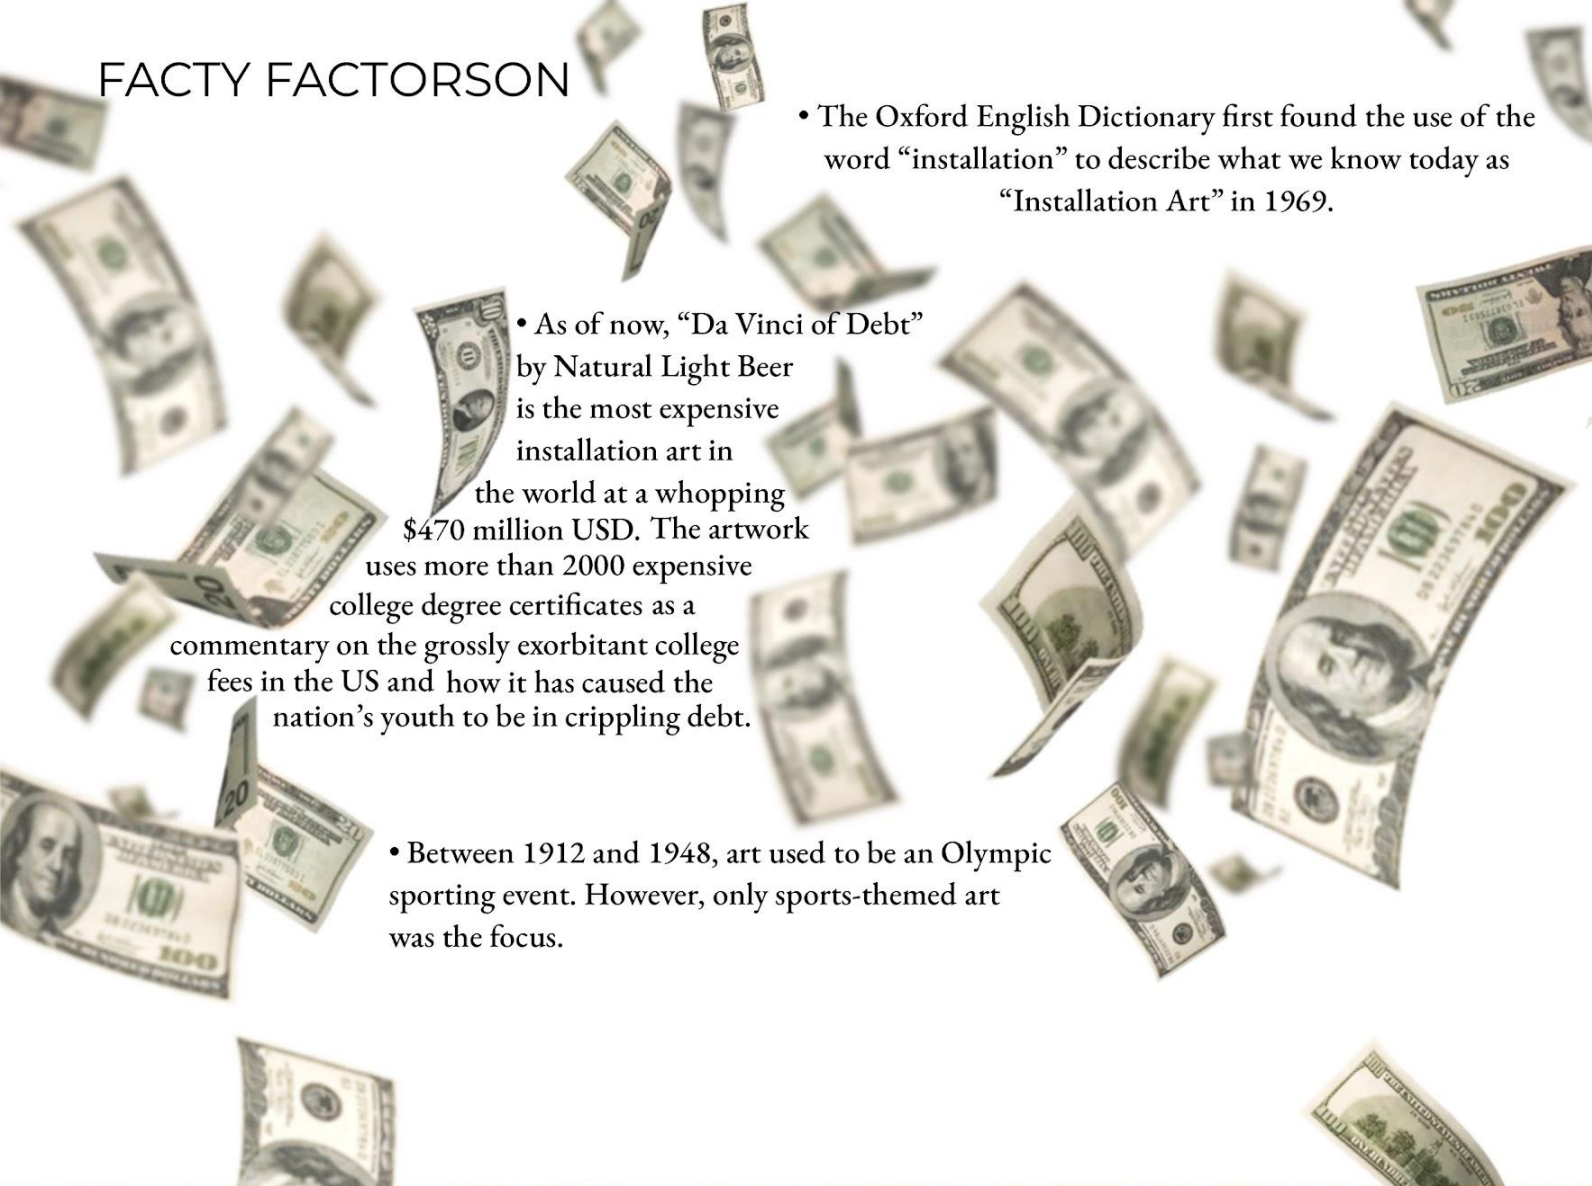 FACTY FACTORSON
• The Oxford English Dictionary first found the use of the
word “installation” to describe what we know today as
“Installation Art” in 1969.
• As of now, “Da Vinci of Debt”
by Natural Light Beer
is the most expensive
installation art in
the world at a whopping
$470 million USD. The artwork
uses more than 2000 expensive
college degree certificates as a
commentary on the grossly exorbitant college
fees in the US and how it has caused the
nation’s youth to be in crippling debt.
• Between 1912 and 1948, art used to be an Olympic
sporting event. However, only sports-themed art
was the focus.
20
20
100
100